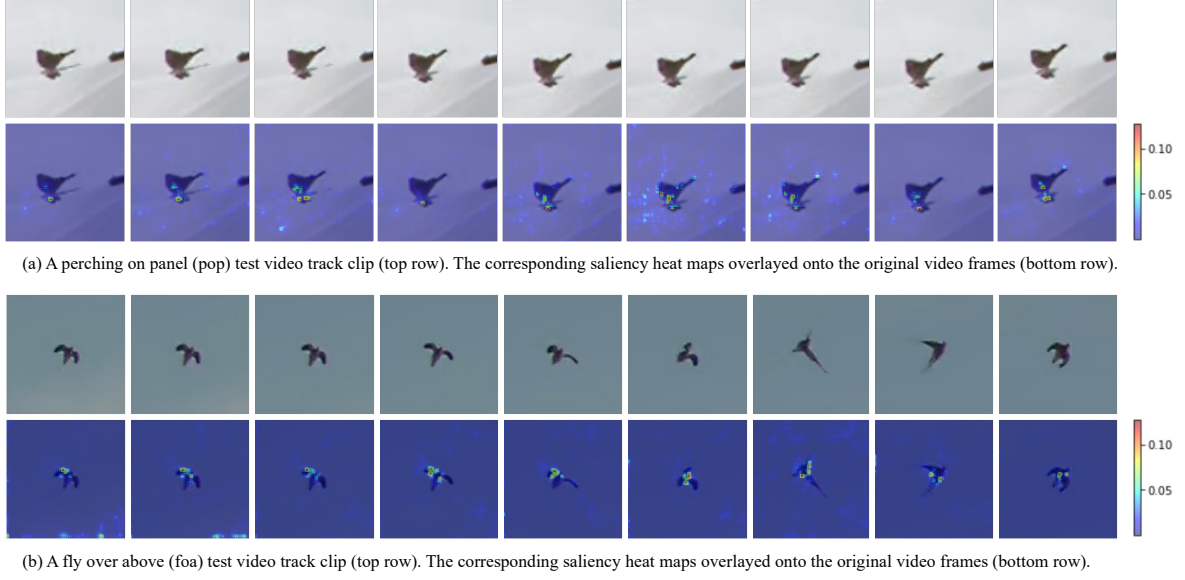 0.10
0.05
(a) A perching on panel (pop) test video track clip (top row). The corresponding saliency heat maps overlayed onto the original video frames (bottom row).
0.10
0.05
(b) A fly over above (foa) test video track clip (top row). The corresponding saliency heat maps overlayed onto the original video frames (bottom row).